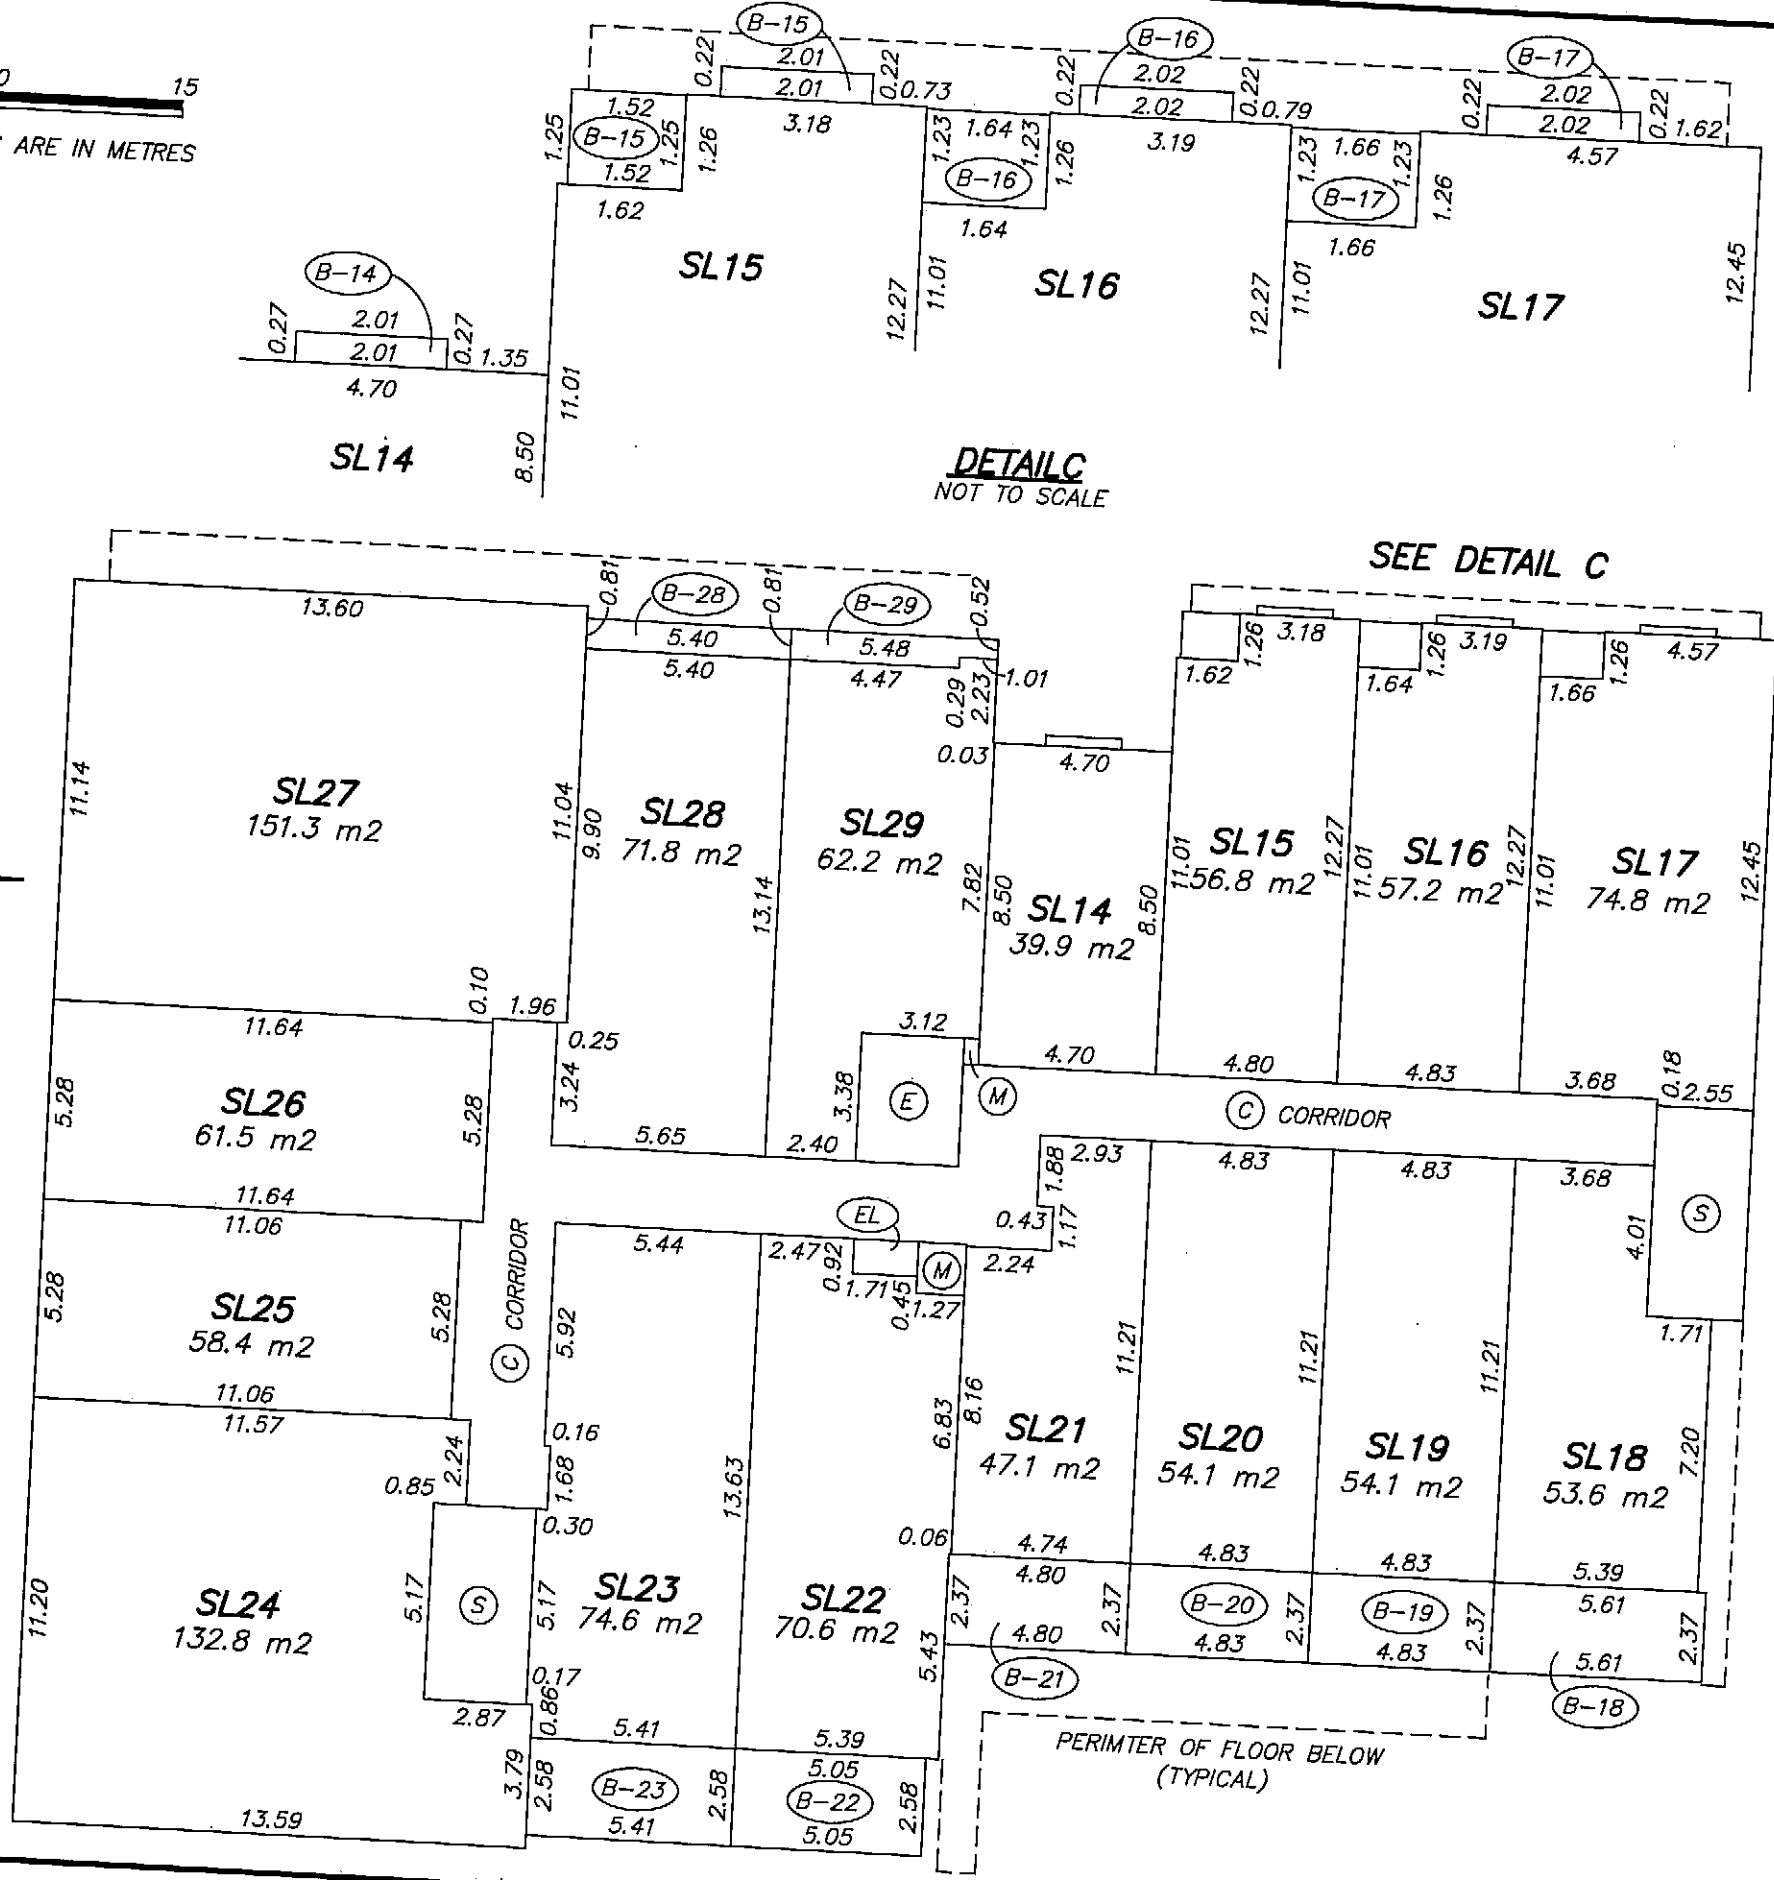 15
ARE IN METRES
B-15
B-16
B-17
0.22
2.01
0.22
0.73
2.01
0.22
2.02
0.22
0.79
2.02
0.22
2.02
0.22
1.62
2.02
1.25
1.52
B-15
1.25
1.26
1.52
1.62
3.18
1.23
1.64
1.23
1.26
B-16
1.64
3.19
1.23
1.66
1.23
1.26
B-17
1.66
4.57
SL15
SL16
SL17
12.27
11.01
12.27
11.01
12.45
B-14
0.27
2.01
0.27
1.35
2.01
4.70
11.01
8.50
SL14
DETAILC
NOT TO SCALE
SEE DETAIL C
13.60
0.81
B-28
0.81
B-29
0.52
5.40
5.48
5.40
4.47
0.29
2.23
1.01
0.03
4.70
1.62
1.26
3.18
1.64
1.26
3.19
1.66
1.26
4.57
11.14
SL27
151.3 m2
11.04
9.90
SL28
71.8 m2
13.14
SL29
62.2 m2
7.82
8.50
SL14
39.9 m2
8.50
11.01
SL15
56.8 m2
12.27
11.01
SL16
57.2 m2
12.27
11.01
SL17
74.8 m2
12.45
0.10
1.96
11.64
0.25
3.24
3.12
3.38
E
M
4.70
4.80
4.83
3.68
0.18
2.55
C CORRIDOR
5.28
SL26
61.5 m2
5.28
5.65
2.40
1.88
2.93
4.83
4.83
3.68
11.64
11.06
C CORRIDOR
5.44
2.47
EL
0.92
1.71
0.45
M
1.27
0.43
1.17
2.24
4.01
S
1.71
5.28
SL25
58.4 m2
5.28
5.92
11.06
11.57
0.16
2.24
0.85
1.68
0.30
13.63
6.83
8.16
SL21
47.1 m2
11.21
SL20
54.1 m2
11.21
SL19
54.1 m2
11.21
SL18
53.6 m2
7.20
0.06
4.74
4.83
4.83
5.39
11.20
SL24
132.8 m2
5.17
S
5.17
SL23
74.6 m2
SL22
70.6 m2
4.80
2.37
2.37
B-20
2.37
B-19
2.37
5.61
2.37
4.80
4.83
4.83
5.61
B-21
B-18
5.43
0.17
2.87
0.86
5.41
5.39
PERIMTER OF FLOOR BELOW
(TYPICAL)
3.79
2.58
B-23
2.58
5.05
B-22
2.58
13.59
5.41
5.05